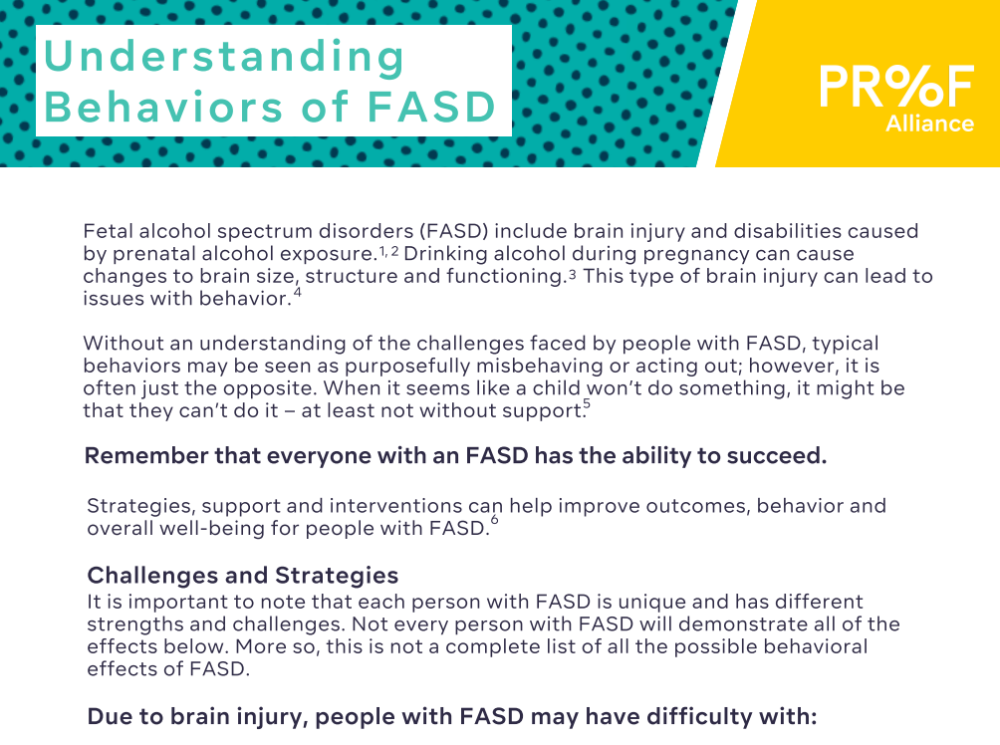 Understanding
Behaviors of FASD
PR%F
Alliance
Fetal alcohol spectrum disorders (FASD) include brain injury and disabilities caused
by prenatal alcohol exposure.1, 2 Drinking alcohol during pregnancy can cause
changes to brain size, structure and functioning.3 This type of brain injury can lead to
issues with behavior.4
Without an understanding of the challenges faced by people with FASD, typical
behaviors may be seen as purposefully misbehaving or acting out; however, it is
often just the opposite. When it seems like a child won’t do something, it might be
that they can’t do it – at least not without support.5
Remember that everyone with an FASD has the ability to succeed.
Strategies, support and interventions can help improve outcomes, behavior and
overall well-being for people with FASD.6
Challenges and Strategies
It is important to note that each person with FASD is unique and has different
strengths and challenges. Not every person with FASD will demonstrate all of the
effects below. More so, this is not a complete list of all the possible behavioral
effects of FASD.
Due to brain injury, people with FASD may have difficulty with: